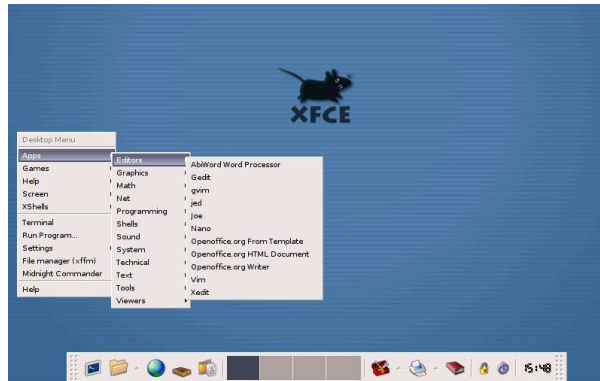 XFCE
Desktop Menu
Apps
Games
Help
Screen
XShells
Terminal
Run Program...
Settings
File manager (xffm)
Midnight Commander
Help
Editors
Graphics
Math
Net
Programming
Shells
Sound
System
Technical
Text
Tools
Viewers
AbiWord Word Processor
Gedit
gvim
jed
Joe
Nano
Openoffice.org From Template
Openoffice.org HTML Document
Openoffice.org Writer
Vim
Xedit
15:48